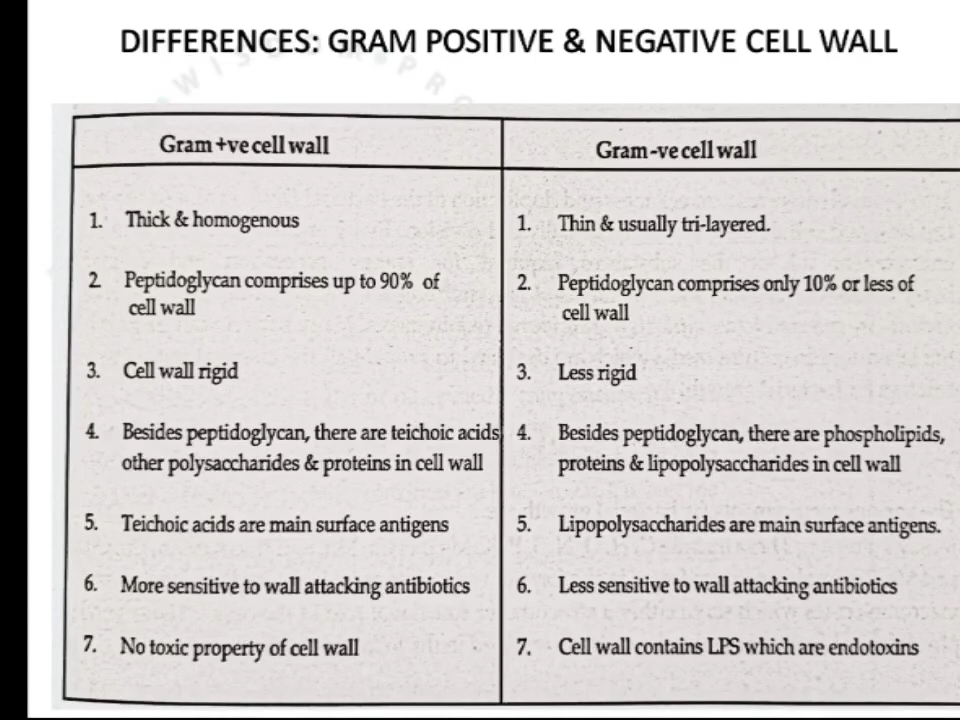 DIFFERENCES: GRAM POSITIVE & NEGATIVE CELL WALL
Gram +ve cell wall
1. Thick & homogenous
2 Peptidoglycan comprises up to 90% of
cell wall
3. Cell wall rigid
4. Besides peptidoglycan, there are teichoic acids
other polysaccharides & proteins in cell wall
5. Teichoic acids are main surface antigens
6. More sensitive to wall attacking antibiotics
7. No toxic property of cell wall
Gram -ve cell wall
1. Thin & usually tri-layered.
2. Peptidoglycan comprises only 10% or less of
cell wall
3. Less rigid
4. Besides peptidoglycan, there are phospholipids,
proteins & lipopolysaccharides in cell wall
5. Lipopolysaccharides are main surface antigens.
6. Less sensitive to wall attacking antibiotics
7. Cell wall contains LPS which are endotoxins